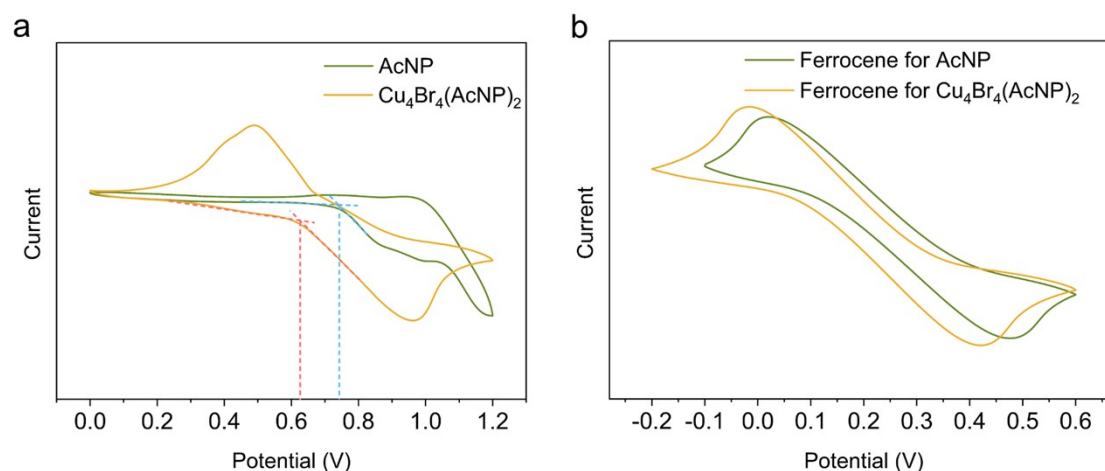 a
AcNP
Cu₄Br₄(AcNP)₂
Current
0.0 0.2 0.4 0.6 0.8 1.0 1.2
Potential (V)
b
Ferrocene for AcNP
Ferrocene for Cu₄Br₄(AcNP)₂
Current
-0.2 -0.1 0.0 0.1 0.2 0.3 0.4 0.5 0.6
Potential (V)